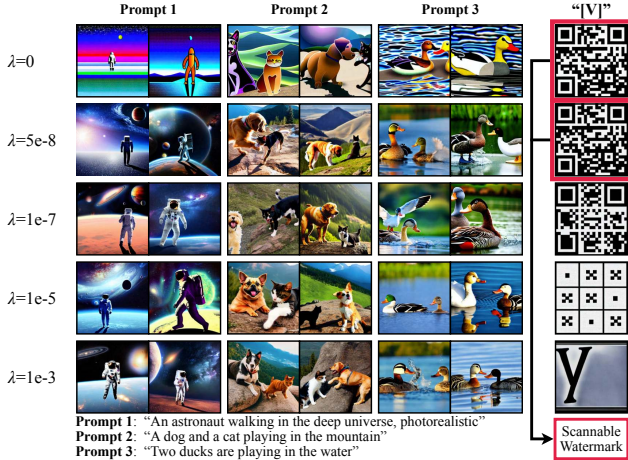 Prompt 1 Prompt 2 Prompt 3 “[V]”
λ=0
λ=5e-8
λ=1e-7
λ=1e-5
λ=1e-3
y
Prompt 1: “An astronaut walking in the deep universe, photorealistic”
Prompt 2: “A dog and a cat playing in the mountain”
Prompt 3: “Two ducks are playing in the water”
Scannable
Watermark